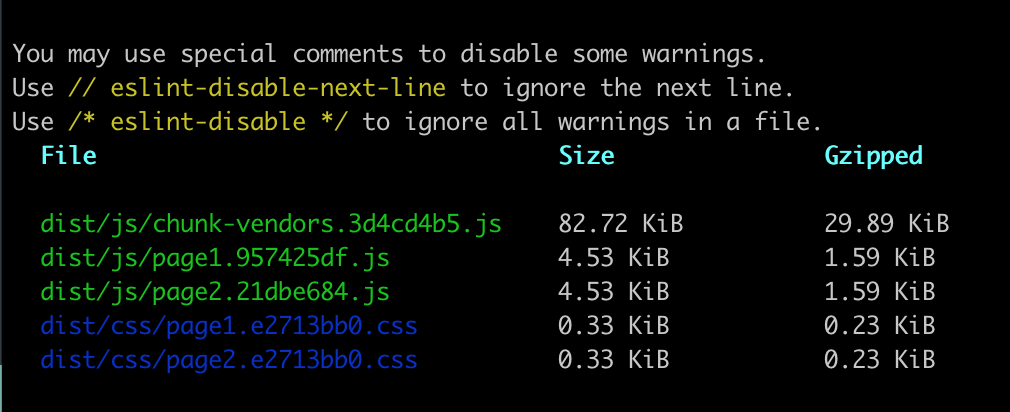 You may use special comments to disable some warnings.
Use // eslint-disable-next-line to ignore the next line.
Use /* eslint-disable */ to ignore all warnings in a file.
File Size Gzipped
dist/js/chunk-vendors.3d4cd4b5.js 82.72 KiB 29.89 KiB
dist/js/page1.957425df.js 4.53 KiB 1.59 KiB
dist/js/page2.21dbe684.js 4.53 KiB 1.59 KiB
dist/css/page1.e2713bb0.css 0.33 KiB 0.23 KiB
dist/css/page2.e2713bb0.css 0.33 KiB 0.23 KiB